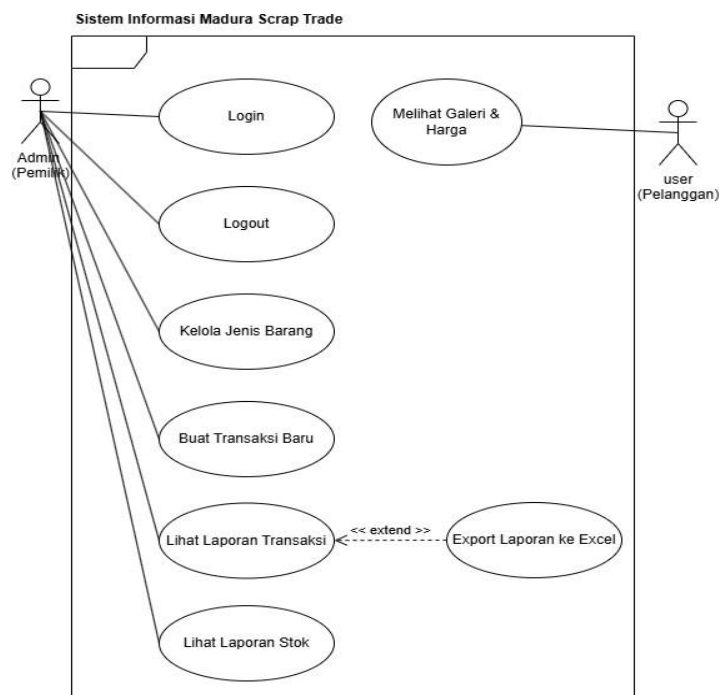 Sistem Informasi Madura Scrap Trade
Admin
(Pemilik)
Login
Melihat Galeri &
Harga
user
(Pelanggan)
Logout
Kelola Jenis Barang
Buat Transaksi Baru
Lihat Laporan Transaksi
<< extend >>
Export Laporan ke Excel
Lihat Laporan Stok